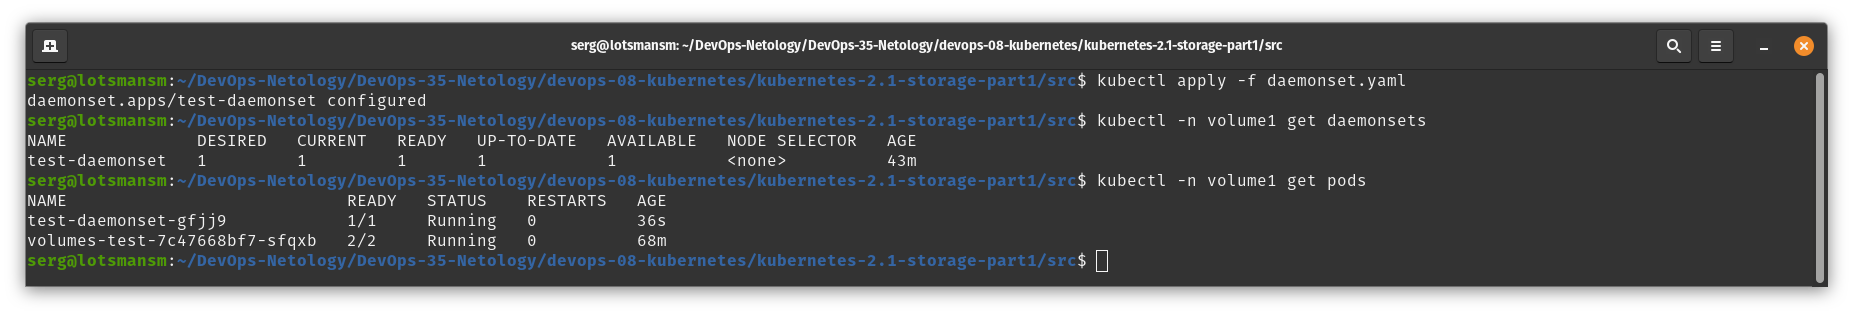 serg@lotsmansm: ~/DevOps-Netology/DevOps-35-Netology/devops-08-kubernetes/kubernetes-2.1-storage-part1/src
serg@lotsmansm:~/DevOps-Netology/DevOps-35-Netology/devops-08-kubernetes/kubernetes-2.1-storage-part1/src$ kubectl apply -f daemonset.yaml
daemonset.apps/test-daemonset configured
serg@lotsmansm:~/DevOps-Netology/DevOps-35-Netology/devops-08-kubernetes/kubernetes-2.1-storage-part1/src$ kubectl -n volume1 get daemonsets
NAME             DESIRED   CURRENT   READY   UP-TO-DATE   AVAILABLE   NODE SELECTOR   AGE
test-daemonset   1         1         1       1            1           <none>          43m
serg@lotsmansm:~/DevOps-Netology/DevOps-35-Netology/devops-08-kubernetes/kubernetes-2.1-storage-part1/src$ kubectl -n volume1 get pods
NAME                            READY   STATUS    RESTARTS   AGE
test-daemonset-gfjj9            1/1     Running   0          36s
volumes-test-7c47668bf7-sfqxb   2/2     Running   0          68m
serg@lotsmansm:~/DevOps-Netology/DevOps-35-Netology/devops-08-kubernetes/kubernetes-2.1-storage-part1/src$